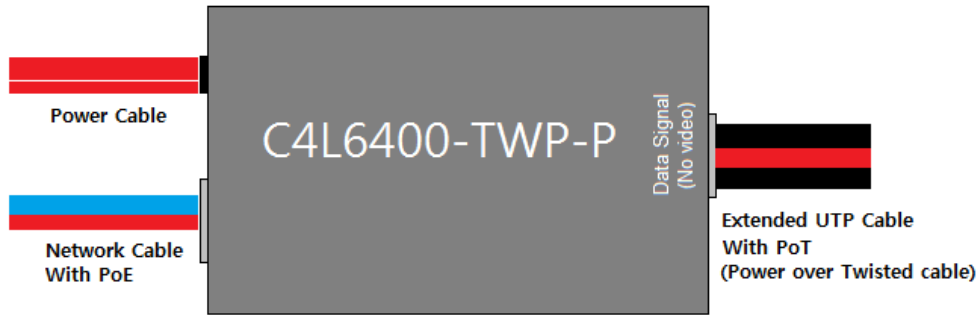 Power Cable
C4L6400-TWP-P
Data Signal
(No video)
Network Cable
With PoE
Extended UTP Cable
With PoT
(Power over Twisted cable)